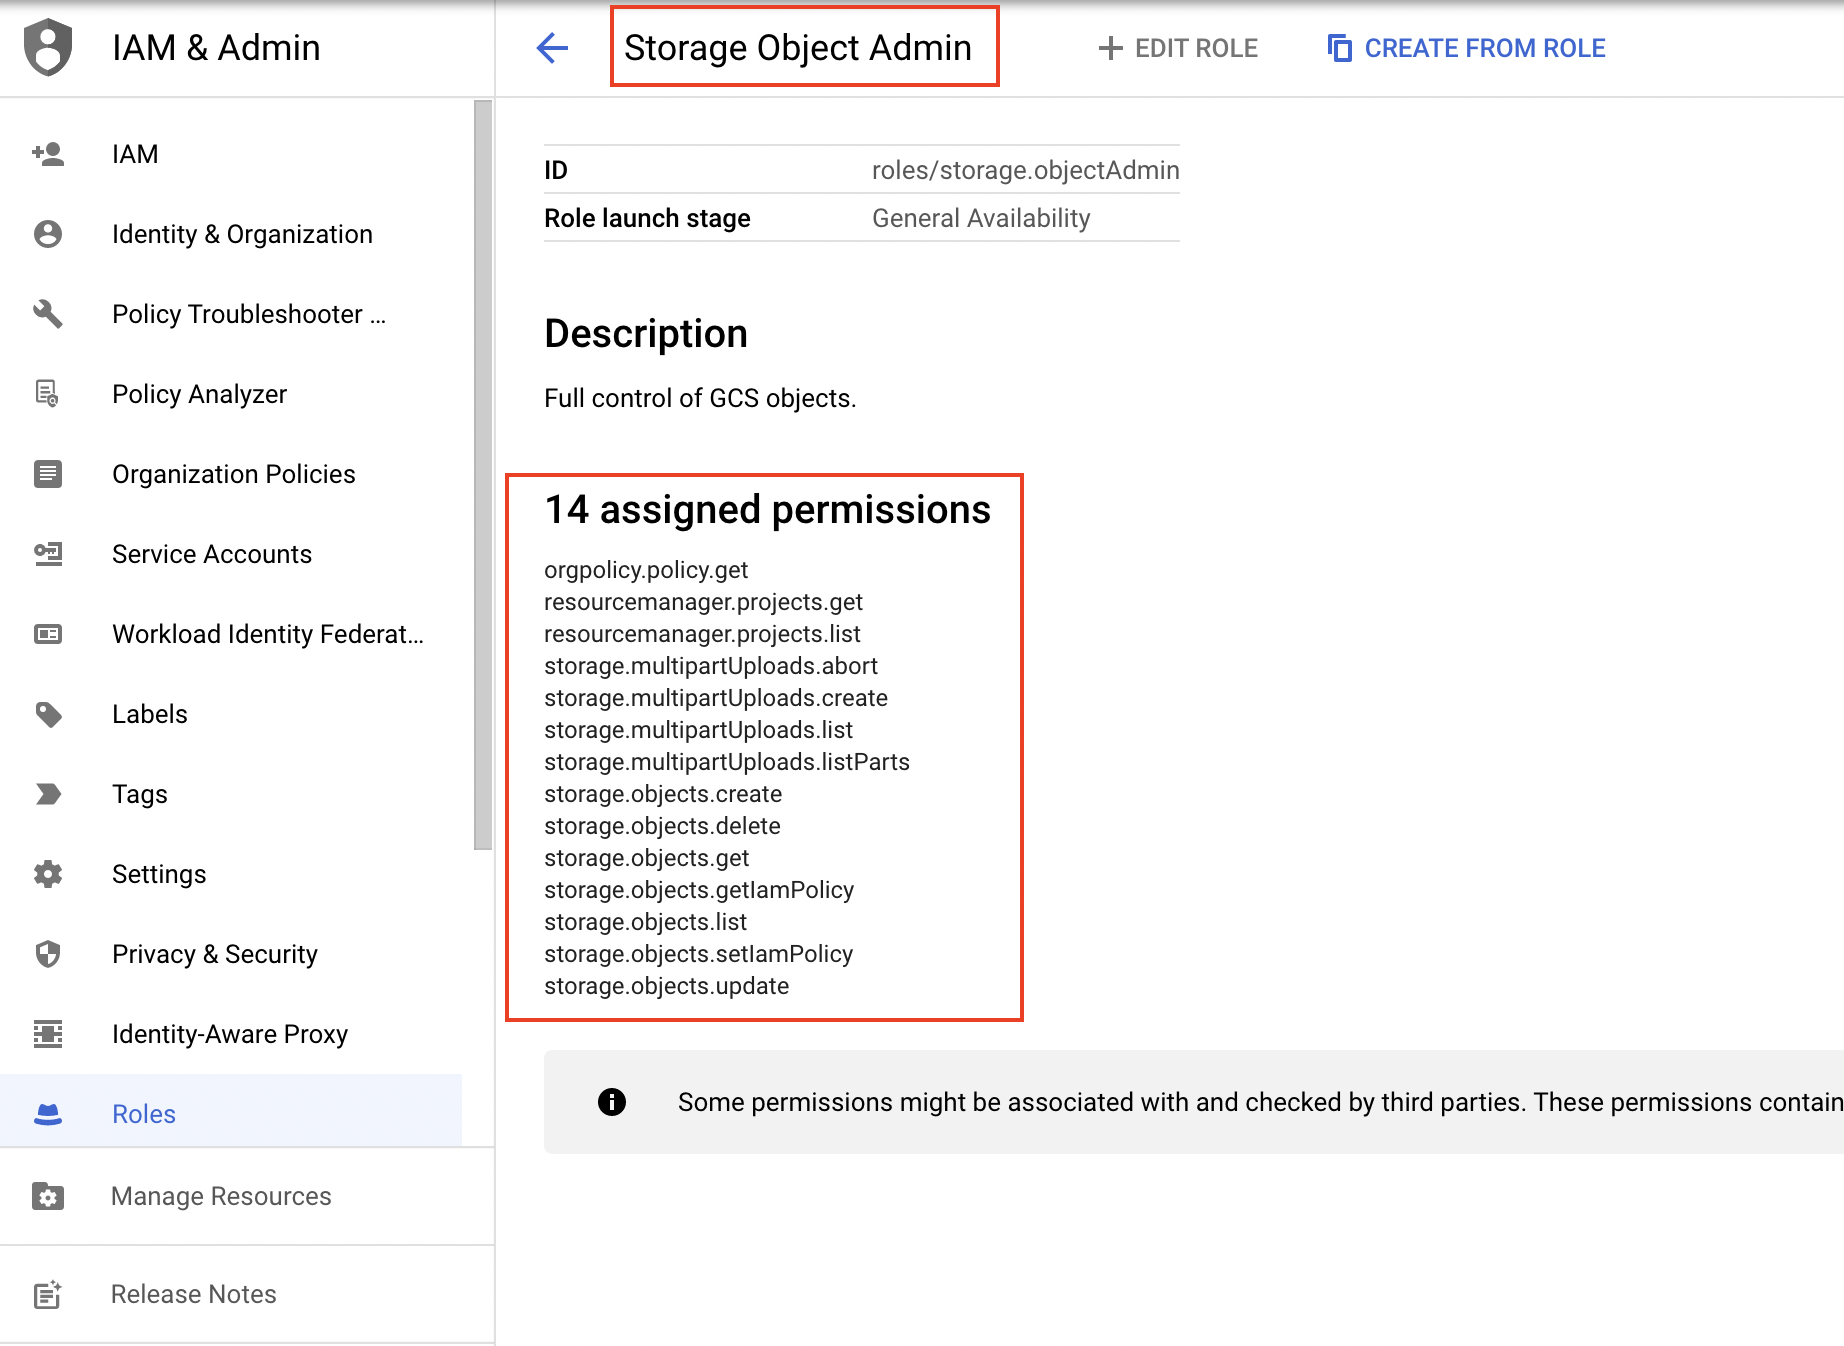 IAM & Admin
Storage Object Admin
EDIT ROLE
CREATE FROM ROLE
IAM
Identity & Organization
Policy Troubleshooter ...
Policy Analyzer
Organization Policies
Service Accounts
Workload Identity Federat...
Labels
Tags
Settings
Privacy & Security
Identity-Aware Proxy
Roles
Manage Resources
Release Notes
ID roles/storage.objectAdmin
Role launch stage General Availability
Description
Full control of GCS objects.
14 assigned permissions
orgpolicy.policy.get
resourcemanager.projects.get
resourcemanager.projects.list
storage.multipartUploads.abort
storage.multipartUploads.create
storage.multipartUploads.list
storage.multipartUploads.listParts
storage.objects.create
storage.objects.delete
storage.objects.get
storage.objects.getIamPolicy
storage.objects.list
storage.objects.setIamPolicy
storage.objects.update
Some permissions might be associated with and checked by third parties. These permissions contain